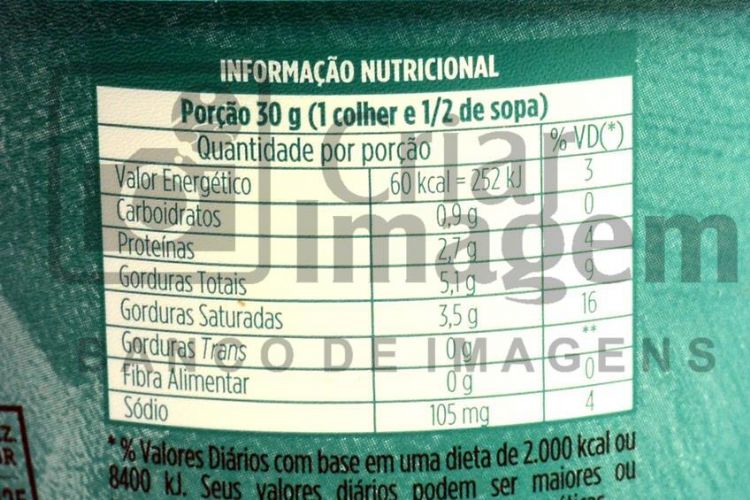 INFORMAÇÃO NUTRICIONAL
Porção 30 g (1 colher e 1/2 de sopa)
Quantidade por porção % VD(*)
Valor Energético 60 kcal = 252 kJ 3
Carboidratos 0,9 g 0
Proteínas 2,7 g 4
Gorduras Totais 5,1 g 9
Gorduras Saturadas 3,5 g 16
Gorduras Trans 0 g **
Fibra Alimentar 0 g 0
Sódio 105 mg 4
*% Valores Diários com base em uma dieta de 2.000 kcal ou
8400 kJ. Seus valores diários podem ser maiores ou
Criar
Imagem
BANCO DE IMAGENS